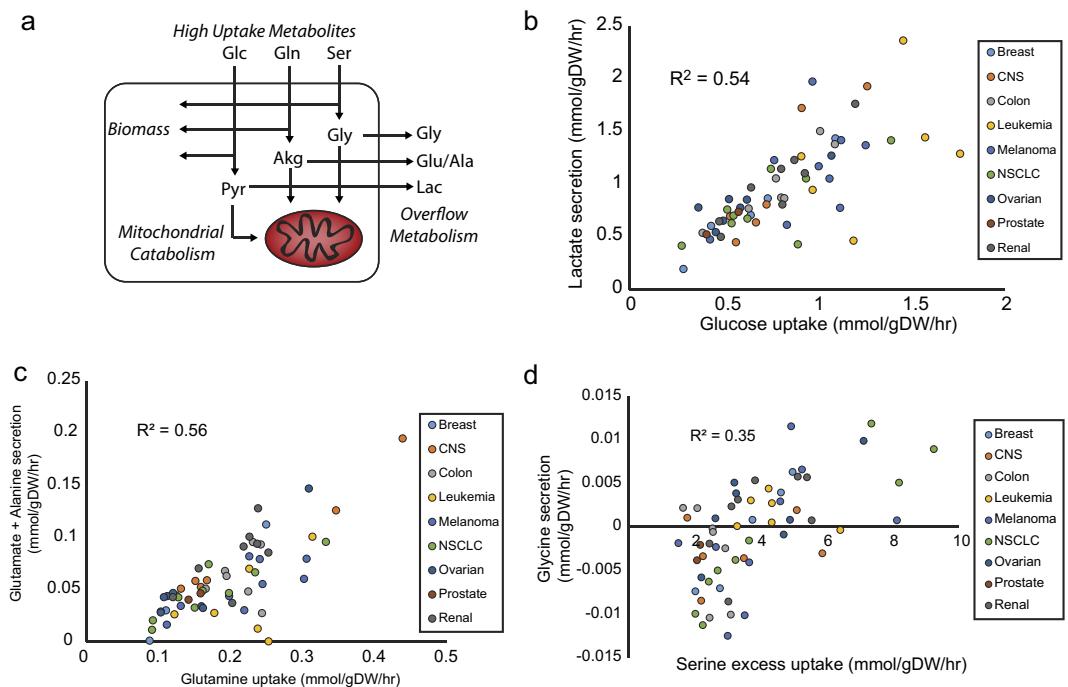 a
High Uptake Metabolites
Glc Gln Ser
Biomass
Gly
Gly
Akg
Glu/Ala
Pyr
Lac
Mitochondrial
Catabolism
Overflow
Metabolism
b
Lactate secretion (mmol/gDW/hr)
2.5
2
1.5
1
0.5
0
R² = 0.54
0 0.5 1 1.5 2
Glucose uptake (mmol/gDW/hr)
Breast
CNS
Colon
Leukemia
Melanoma
NSCLC
Ovarian
Prostate
Renal
c
Glutamate + Alanine secretion
(mmol/gDW/hr)
0.25
0.2
0.15
0.1
0.05
0
R² = 0.56
0 0.1 0.2 0.3 0.4 0.5
Glutamine uptake (mmol/gDW/hr)
Breast
CNS
Colon
Leukemia
Melanoma
NSCLC
Ovarian
Prostate
Renal
d
Glycine secretion
(mmol/gDW/hr)
0.015
0.01
0.005
0
-0.005
-0.01
-0.015
R² = 0.35
2 4 6 8 10
Serine excess uptake (mmol/gDW/hr)
Breast
CNS
Colon
Leukemia
Melanoma
NSCLC
Ovarian
Prostate
Renal